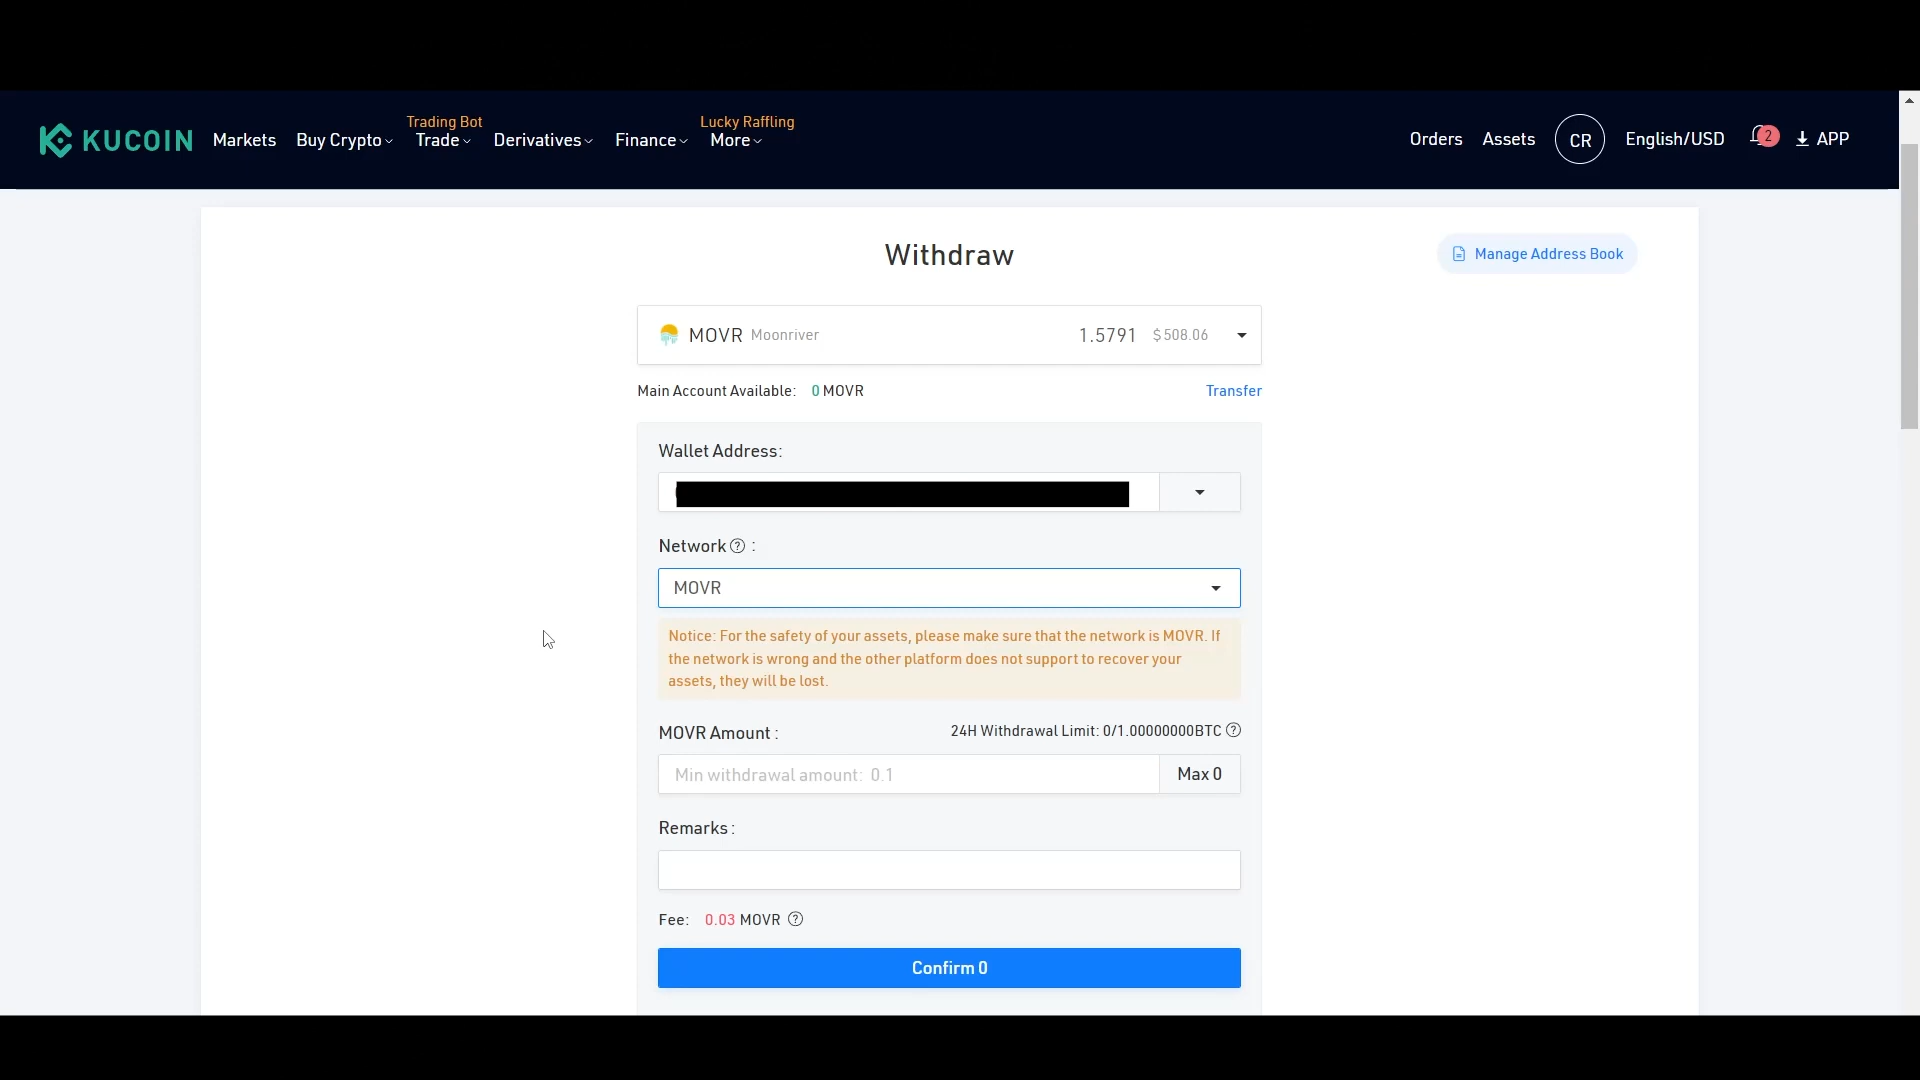 KUCOIN
Markets
Buy Crypto
Trading Bot
Trade
Derivatives
Finance
Lucky Raffling
More
Orders
Assets
CR
English/USD
2
APP
Withdraw
Manage Address Book
MOVR Moonriver 1.5791 $508.06
Main Account Available: 0 MOVR
Transfer
Wallet Address:
Network ? :
MOVR
Notice: For the safety of your assets, please make sure that the network is MOVR. If
the network is wrong and the other platform does not support to recover your
assets, they will be lost.
MOVR Amount :
24H Withdrawal Limit: 0/1.00000000BTC ?
Min withdrawal amount: 0.1
Max 0
Remarks :
Fee: 0.03 MOVR ?
Confirm 0